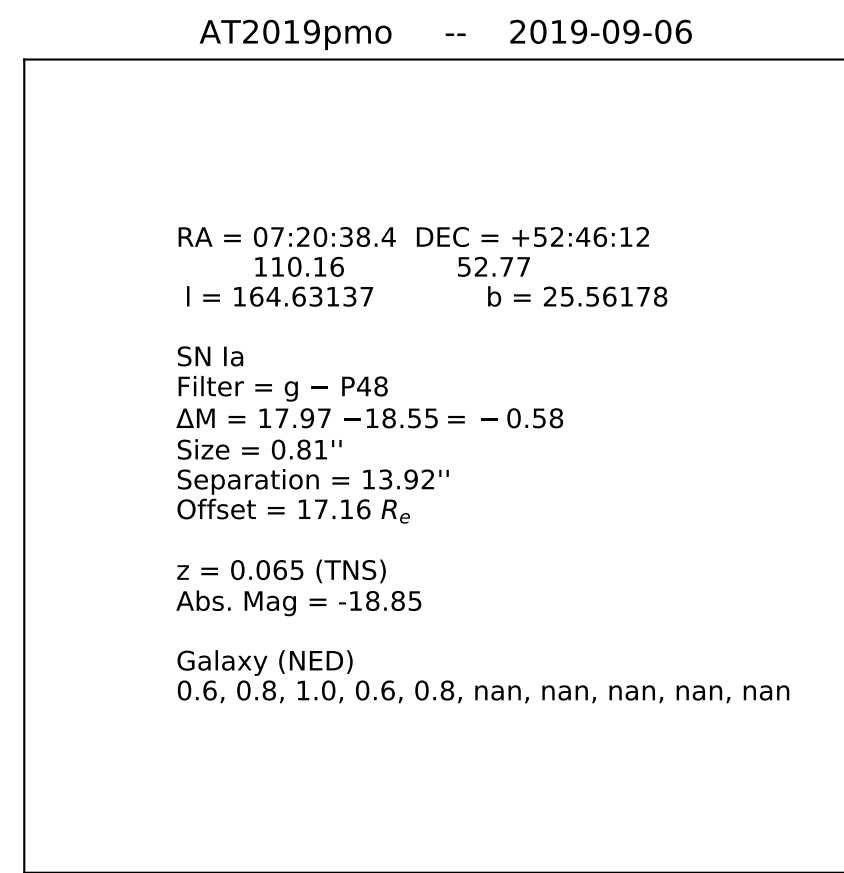 AT2019pmo -- 2019-09-06
RA = 07:20:38.4 DEC = +52:46:12
110.16 52.77
l = 164.63137 b = 25.56178
SN Ia
Filter = g − P48
ΔM = 17.97 −18.55 = − 0.58
Size = 0.81''
Separation = 13.92''
Offset = 17.16 Re
z = 0.065 (TNS)
Abs. Mag = -18.85
Galaxy (NED)
0.6, 0.8, 1.0, 0.6, 0.8, nan, nan, nan, nan, nan